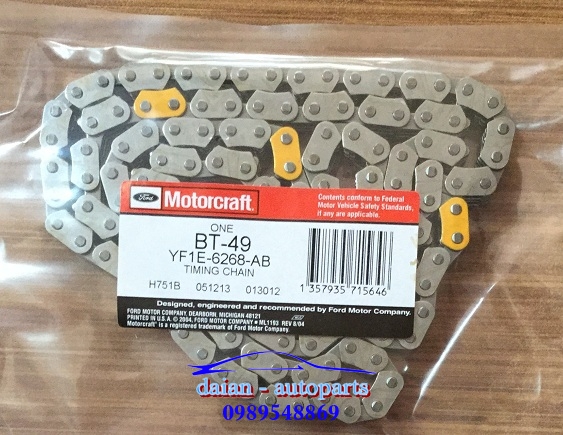 Ford
Motorcraft
Contents conform to Federal
Motor Vehicle Safety Standards,
if any are applicable.
ONE
BT-49
YF1E-6268-AB
TIMING CHAIN
H751B 051213 013012
1 357935 715646
Designed, engineered and recommended by Ford Motor Company.
FORD MOTOR COMPANY, DEARBORN, MICHIGAN 48121
PRINTED IN U.S.A. © 2004, FORD MOTOR COMPANY • ML1193 REV 8/04
Motorcraft® is a registered trademark of Ford Motor Company.
daian - autoparts
0989548869